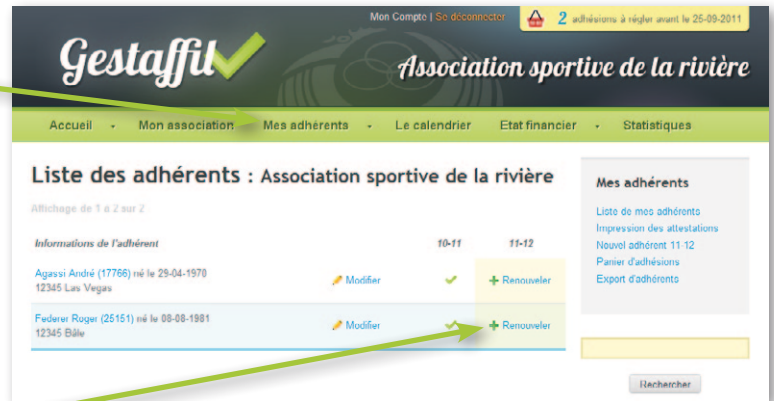 Mon Compte | Se déconnecter
2 adhésions à régler avant le 25-09-2011
Gestaffil
Association sportive de la rivière
Accueil
Mon association
Mes adhérents
Le calendrier
Etat financier
Statistiques
Liste des adhérents : Association sportive de la rivière
Affichage de 1 à 2 sur 2
Informations de l'adhérent 10-11 11-12
Agassi André (17766) né le 29-04-1970
12345 Las Vegas
Modifier
Renouveler
Federer Roger (25151) né le 08-08-1981
12345 Bâle
Modifier
Renouveler
Mes adhérents
Liste de mes adhérents
Impression des attestations
Nouvel adhérent 11-12
Panier d'adhésions
Export d'adhérents
Rechercher